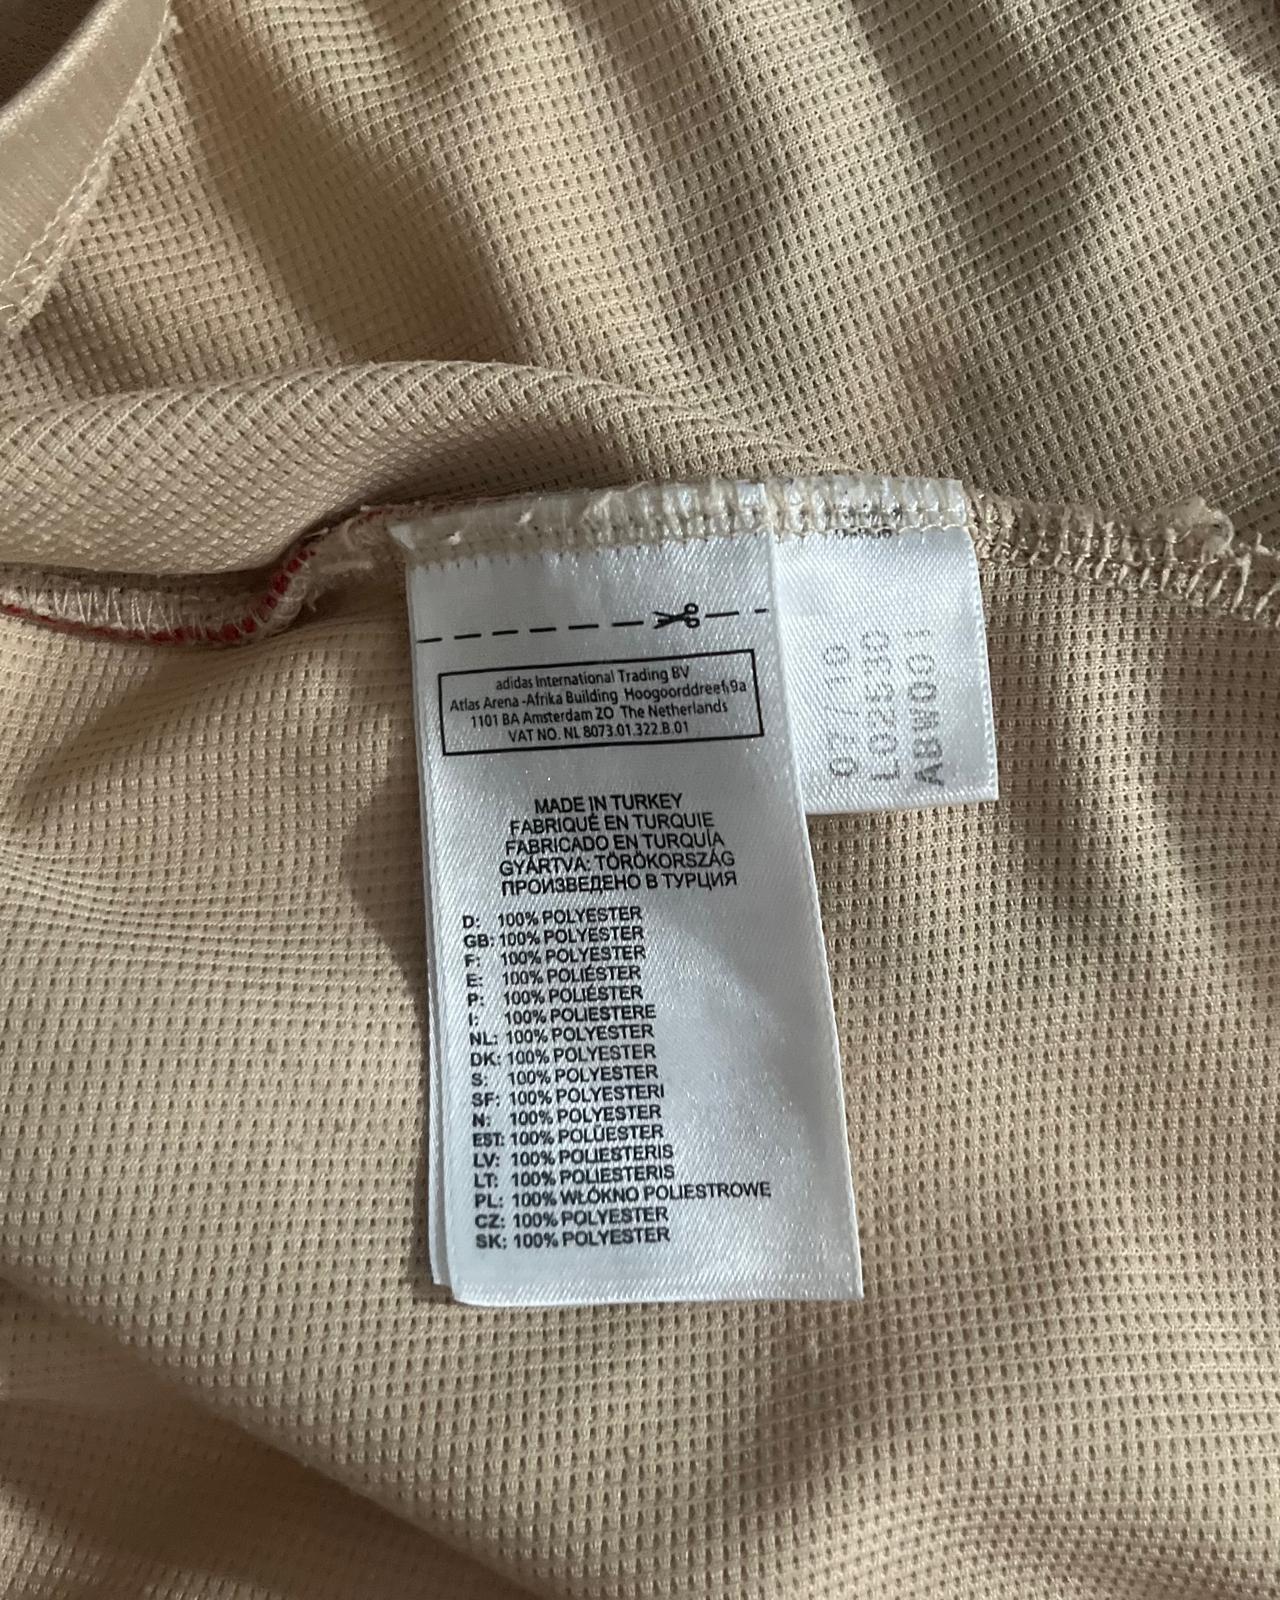 adidas International Trading BV
Atlas Arena -Afrika Building Hoogoorddreef 9a
1101 BA Amsterdam ZO The Netherlands
VAT NO. NL 8073.01.322.B.01
MADE IN TURKEY
FABRIQUÉ EN TURQUIE
FABRICADO EN TURQUÍA
GYÁRTVA: TÖRÖKORSZÁG
ПРОИЗВЕДЕНО В ТУРЦИЯ
D: 100% POLYESTER
GB: 100% POLYESTER
F: 100% POLYESTER
E: 100% POLIÉSTER
P: 100% POLIÉSTER
I: 100% POLIESTERE
NL: 100% POLYESTER
DK: 100% POLYESTER
S: 100% POLYESTER
SF: 100% POLYESTERI
N: 100% POLYESTER
EST: 100% POLÜESTER
LV: 100% POLIESTERIS
LT: 100% POLIESTERIS
PL: 100% WŁÓKNO POLIESTROWE
CZ: 100% POLYESTER
SK: 100% POLYESTER
07/10
L02530
ABW001